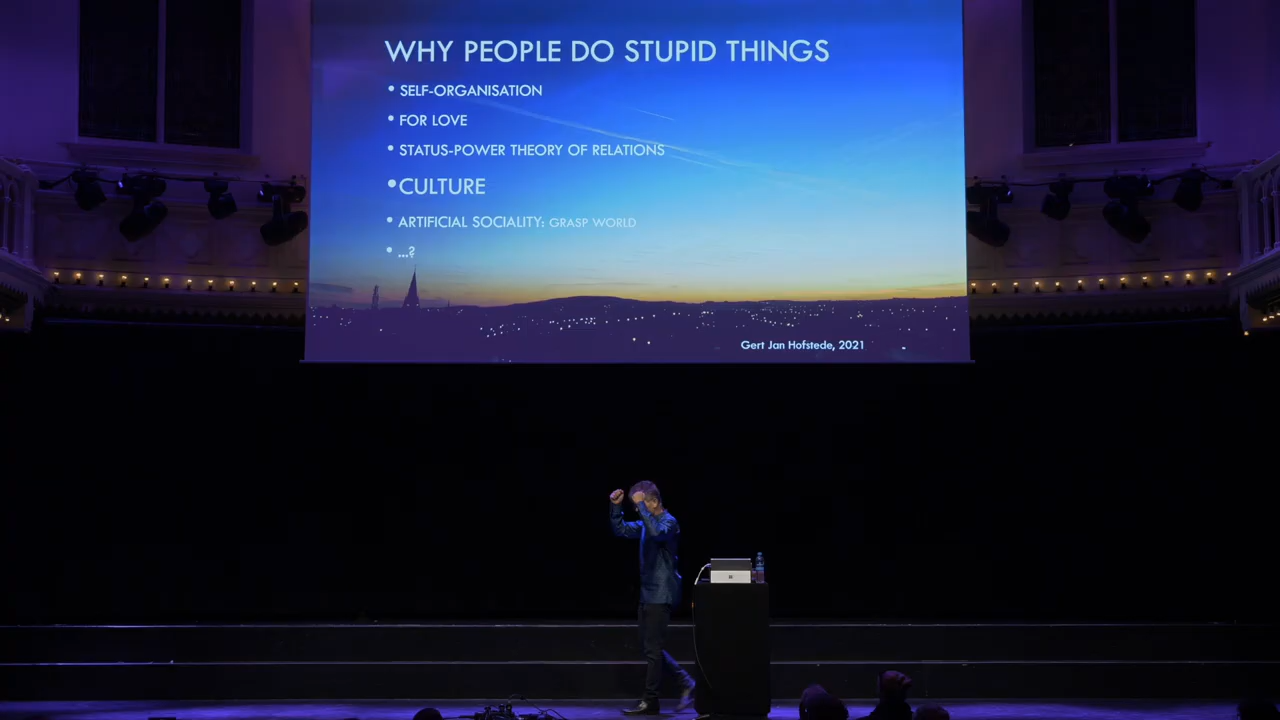 WHY PEOPLE DO STUPID THINGS
• SELF-ORGANISATION
• FOR LOVE
• STATUS-POWER THEORY OF RELATIONS
• CULTURE
• ARTIFICIAL SOCIALITY: GRASP WORLD
• ...?
Gert Jan Hofstede, 2021